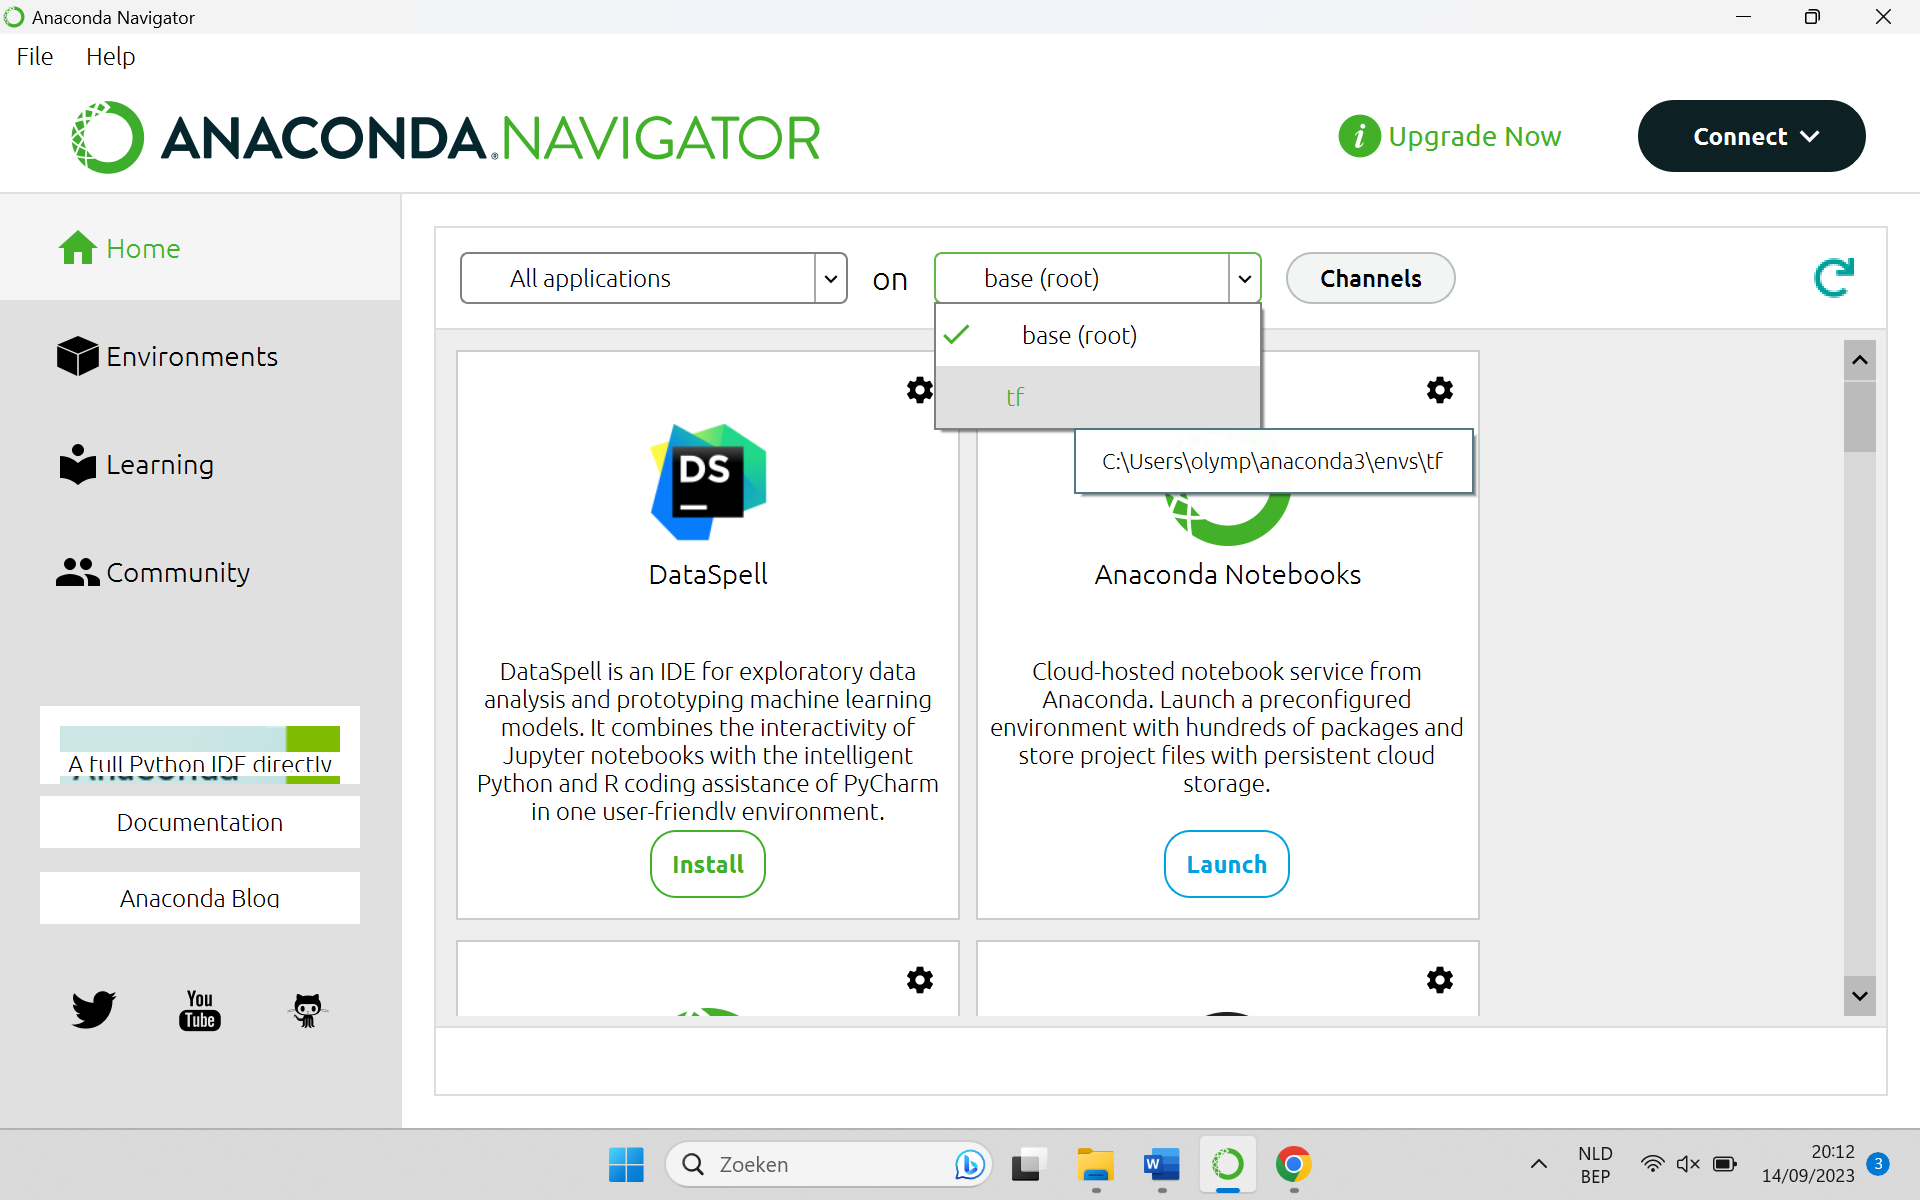 Anaconda Navigator
File Help
ANACONDA.NAVIGATOR
Upgrade Now
Connect
Home
Environments
Learning
Community
All applications
on
base (root)
Channels
base (root)
tf
C:\Users\olymp\anaconda3\envs\tf
DS
DataSpell
DataSpell is an IDE for exploratory data
analysis and prototyping machine learning
models. It combines the interactivity of
Jupyter notebooks with the intelligent
Python and R coding assistance of PyCharm
in one user-friendly environment.
Install
Anaconda Notebooks
Cloud-hosted notebook service from
Anaconda. Launch a preconfigured
environment with hundreds of packages and
store project files with persistent cloud
storage.
Launch
A full Python IDE directly
Anaconda
Documentation
Anaconda Blog
You
Tube
Zoeken
W
NLD
BEP
20:12
14/09/2023
3